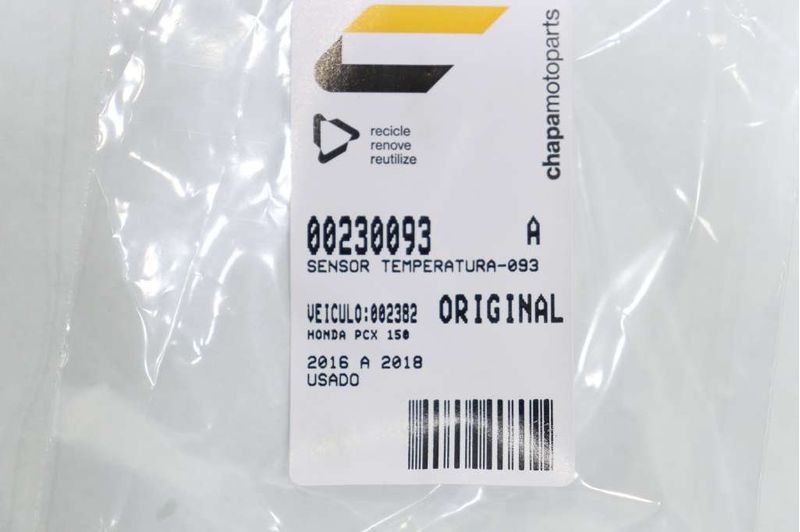 chapamotoparts
recicle
renove
reutilize
00230093 A
SENSOR TEMPERATURA-093
VEICULO:002382 ORIGINAL
HONDA PCX 150
2016 A 2018
USADO